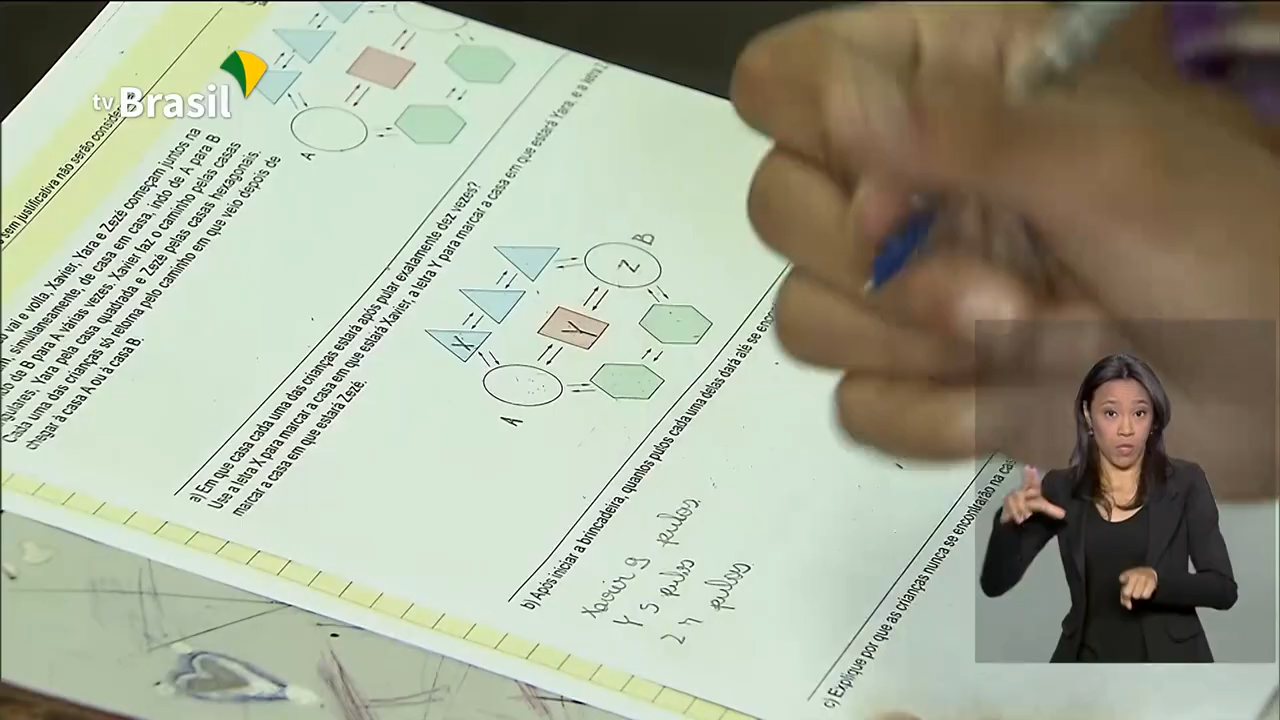 tv Brasil
sem justificativa não serão conside
vai e volta, Xavier, Yara e Zezé começam juntos na
simultaneamente, de casa em casa, indo de A para B
do de B para A várias vezes. Xavier faz o caminho pelas casas
gulares, Yara pela casa quadrada e Zezé pelas casas hexagonais.
Cada uma das crianças só retorna pelo caminho em que veio depois de
chegar à casa A ou à casa B.
A
a) Em que casa cada uma das crianças estará após pular exatamente dez vezes?
Use a letra X para marcar a casa em que estará Xavier, a letra Y para marcar a casa em que estará Yara, e a letra Z
marcar a casa em que estará Zezé.
X
Y
Z
B
A
b) Após iniciar a brincadeira, quantos pulos cada uma delas dará até se enco
Xavier 9 pulos
Y 5 pulos
pulos
c) Explique por que as crianças nunca se encontrarão na cas